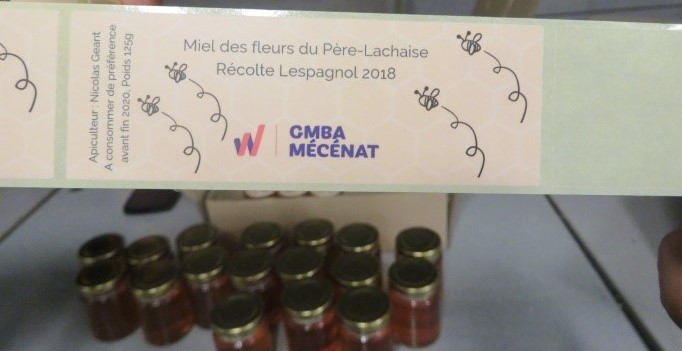 Apiculteur : Nicolas Geant
A consommer de préférence
avant fin 2020. Poids 125g
Miel des fleurs du Père-Lachaise
Récolte Lespagnol 2018
GMBA
MÉCÉNAT